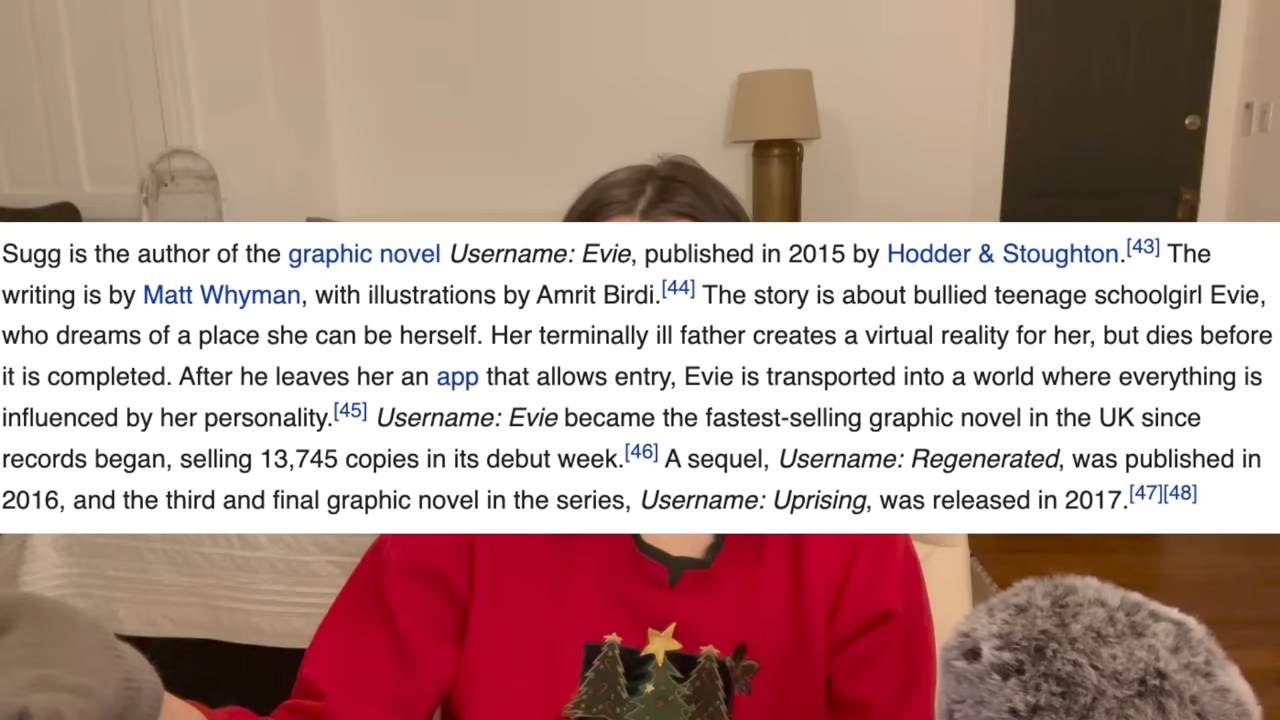 Sugg is the author of the graphic novel Username: Evie, published in 2015 by Hodder & Stoughton.[43] The
writing is by Matt Whyman, with illustrations by Amrit Birdi.[44] The story is about bullied teenage schoolgirl Evie,
who dreams of a place she can be herself. Her terminally ill father creates a virtual reality for her, but dies before
it is completed. After he leaves her an app that allows entry, Evie is transported into a world where everything is
influenced by her personality.[45] Username: Evie became the fastest-selling graphic novel in the UK since
records began, selling 13,745 copies in its debut week.[46] A sequel, Username: Regenerated, was published in
2016, and the third and final graphic novel in the series, Username: Uprising, was released in 2017.[47][48]